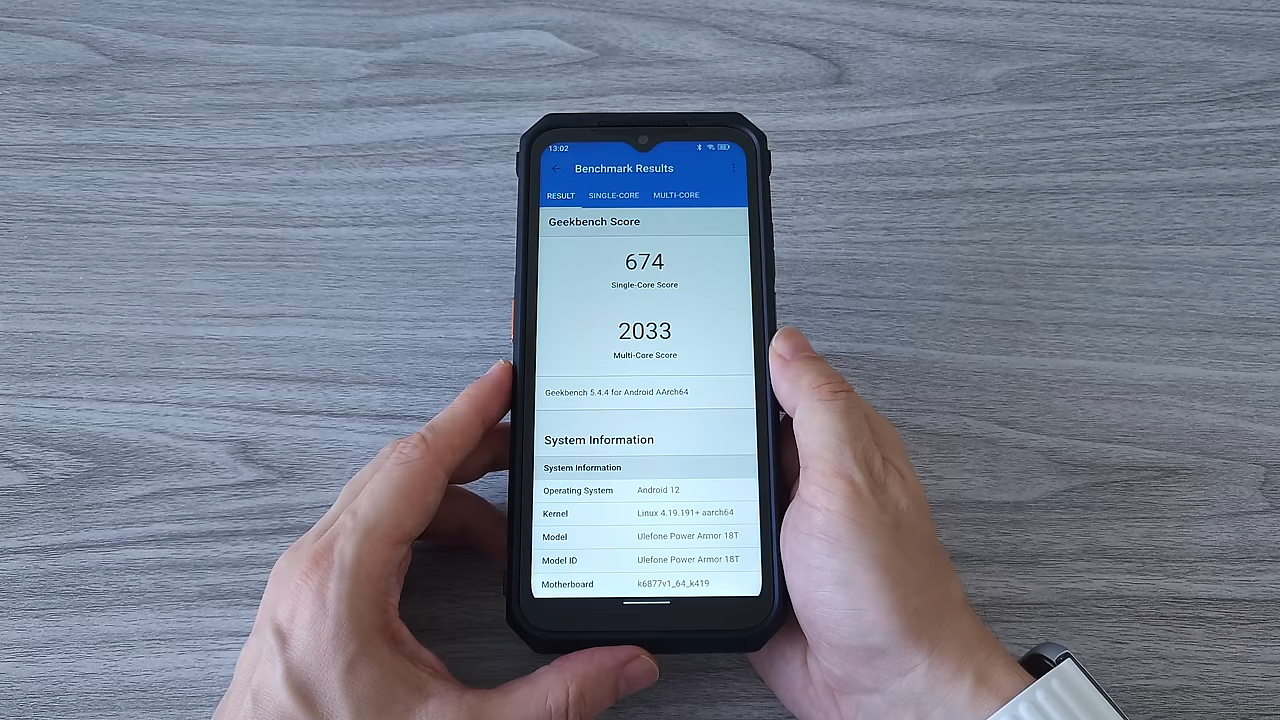 13:02
Benchmark Results
RESULT SINGLE-CORE MULTI-CORE
Geekbench Score
674
Single-Core Score
2033
Multi-Core Score
Geekbench 5.4.4 for Android AArch64
System Information
System Information
Operating System Android 12
Kernel Linux 4.19.191+ aarch64
Model Ulefone Power Armor 18T
Model ID Ulefone Power Armor 18T
Motherboard k6877v1_64_k419